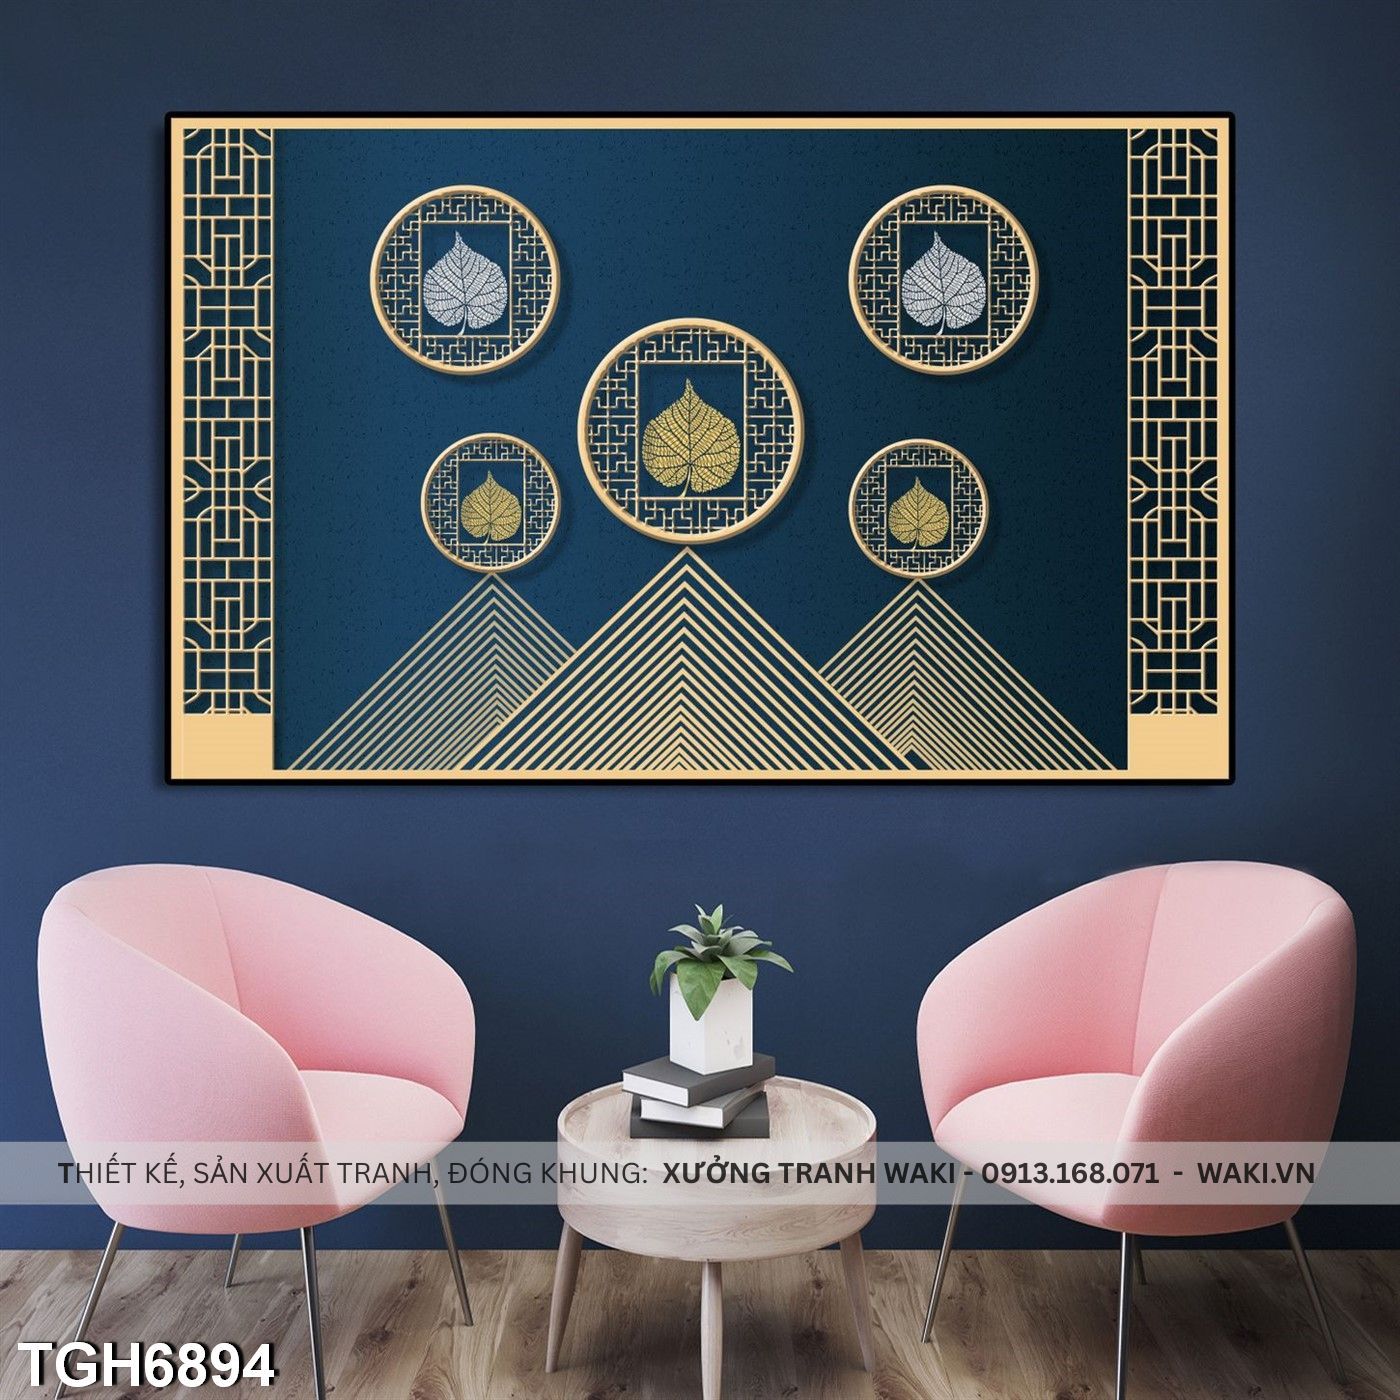 THIẾT KẾ, SẢN XUẤT TRANH, ĐÓNG KHUNG: XƯỞNG TRANH WAKI - 0913.168.071 - WAKI.VN
TGH6894